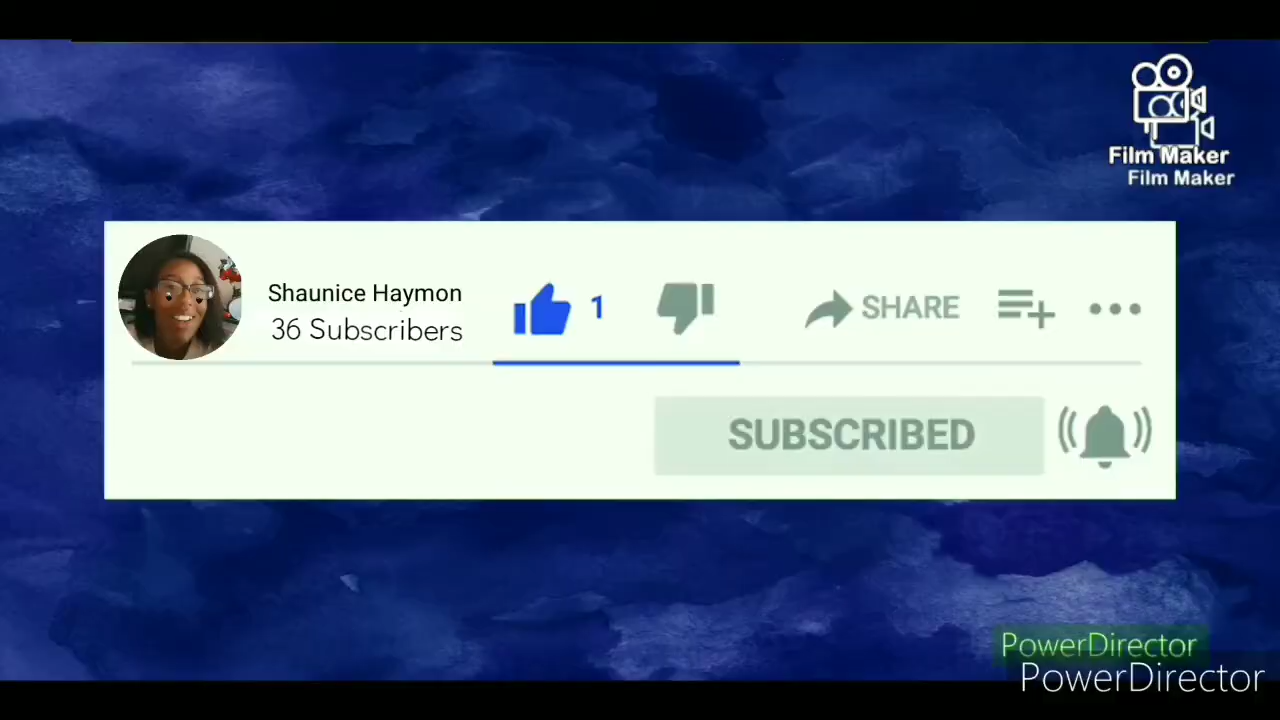 Film Maker
Film Maker
Shaunice Haymon
36 Subscribers
1
SHARE
SUBSCRIBED
PowerDirector
PowerDirector